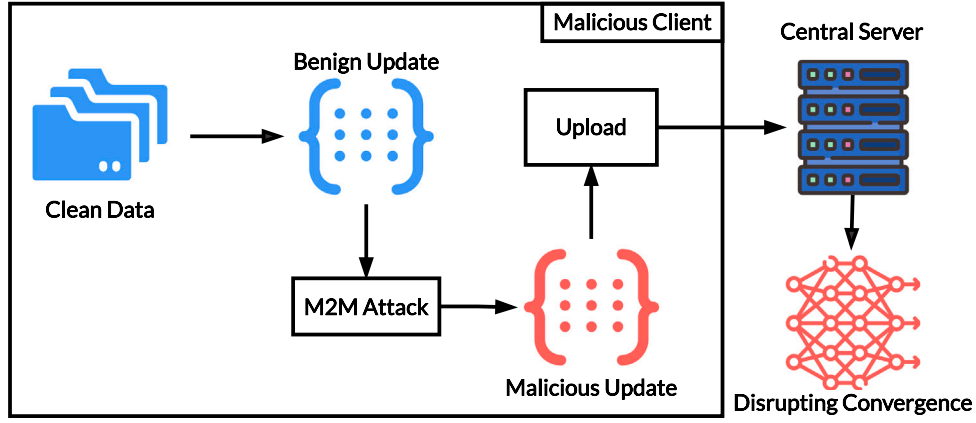 Malicious Client
Central Server
Benign Update
Upload
Clean Data
M2M Attack
Malicious Update
Disrupting Convergence